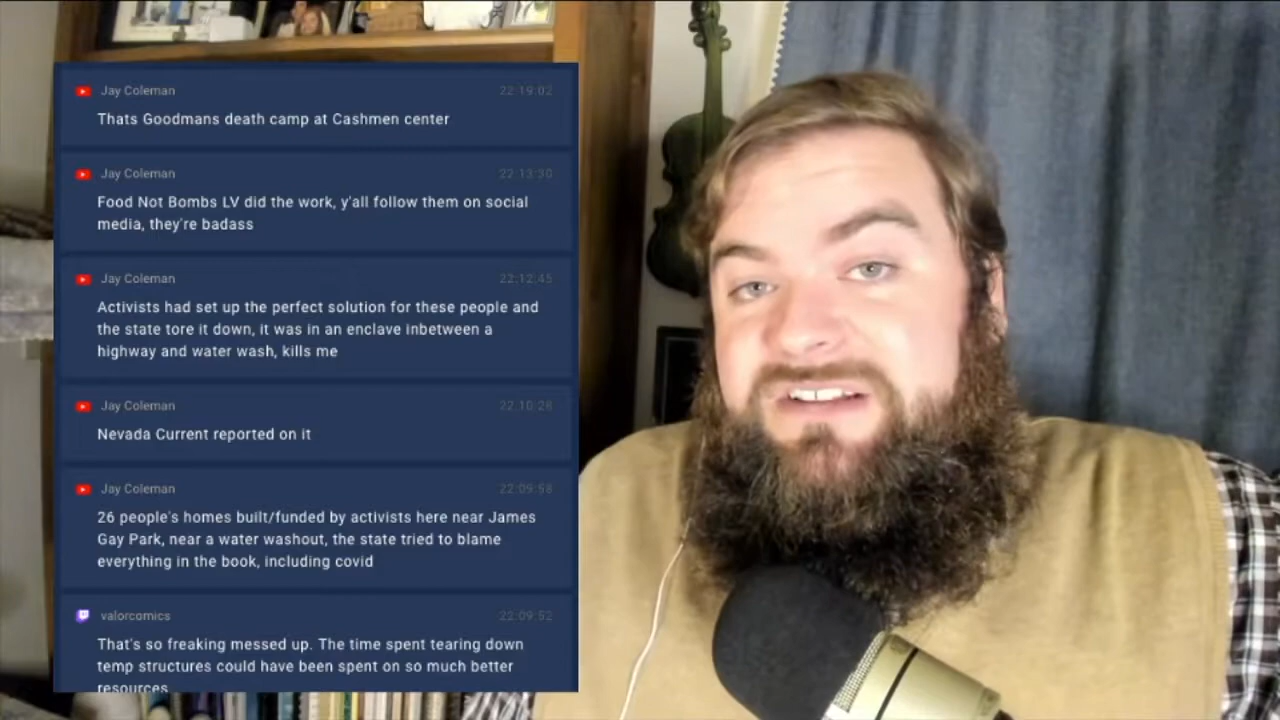 Jay Coleman 22:19:02
Thats Goodmans death camp at Cashmen center
Jay Coleman 22:13:30
Food Not Bombs LV did the work, y'all follow them on social
media, they're badass
Jay Coleman 22:12:45
Activists had set up the perfect solution for these people and
the state tore it down, it was in an enclave inbetween a
highway and water wash, kills me
Jay Coleman 22:10:28
Nevada Current reported on it
Jay Coleman 22:09:58
26 people's homes built/funded by activists here near James
Gay Park, near a water washout, the state tried to blame
everything in the book, including covid
valorcomics 22:09:52
That's so freaking messed up. The time spent tearing down
temp structures could have been spent on so much better
resources